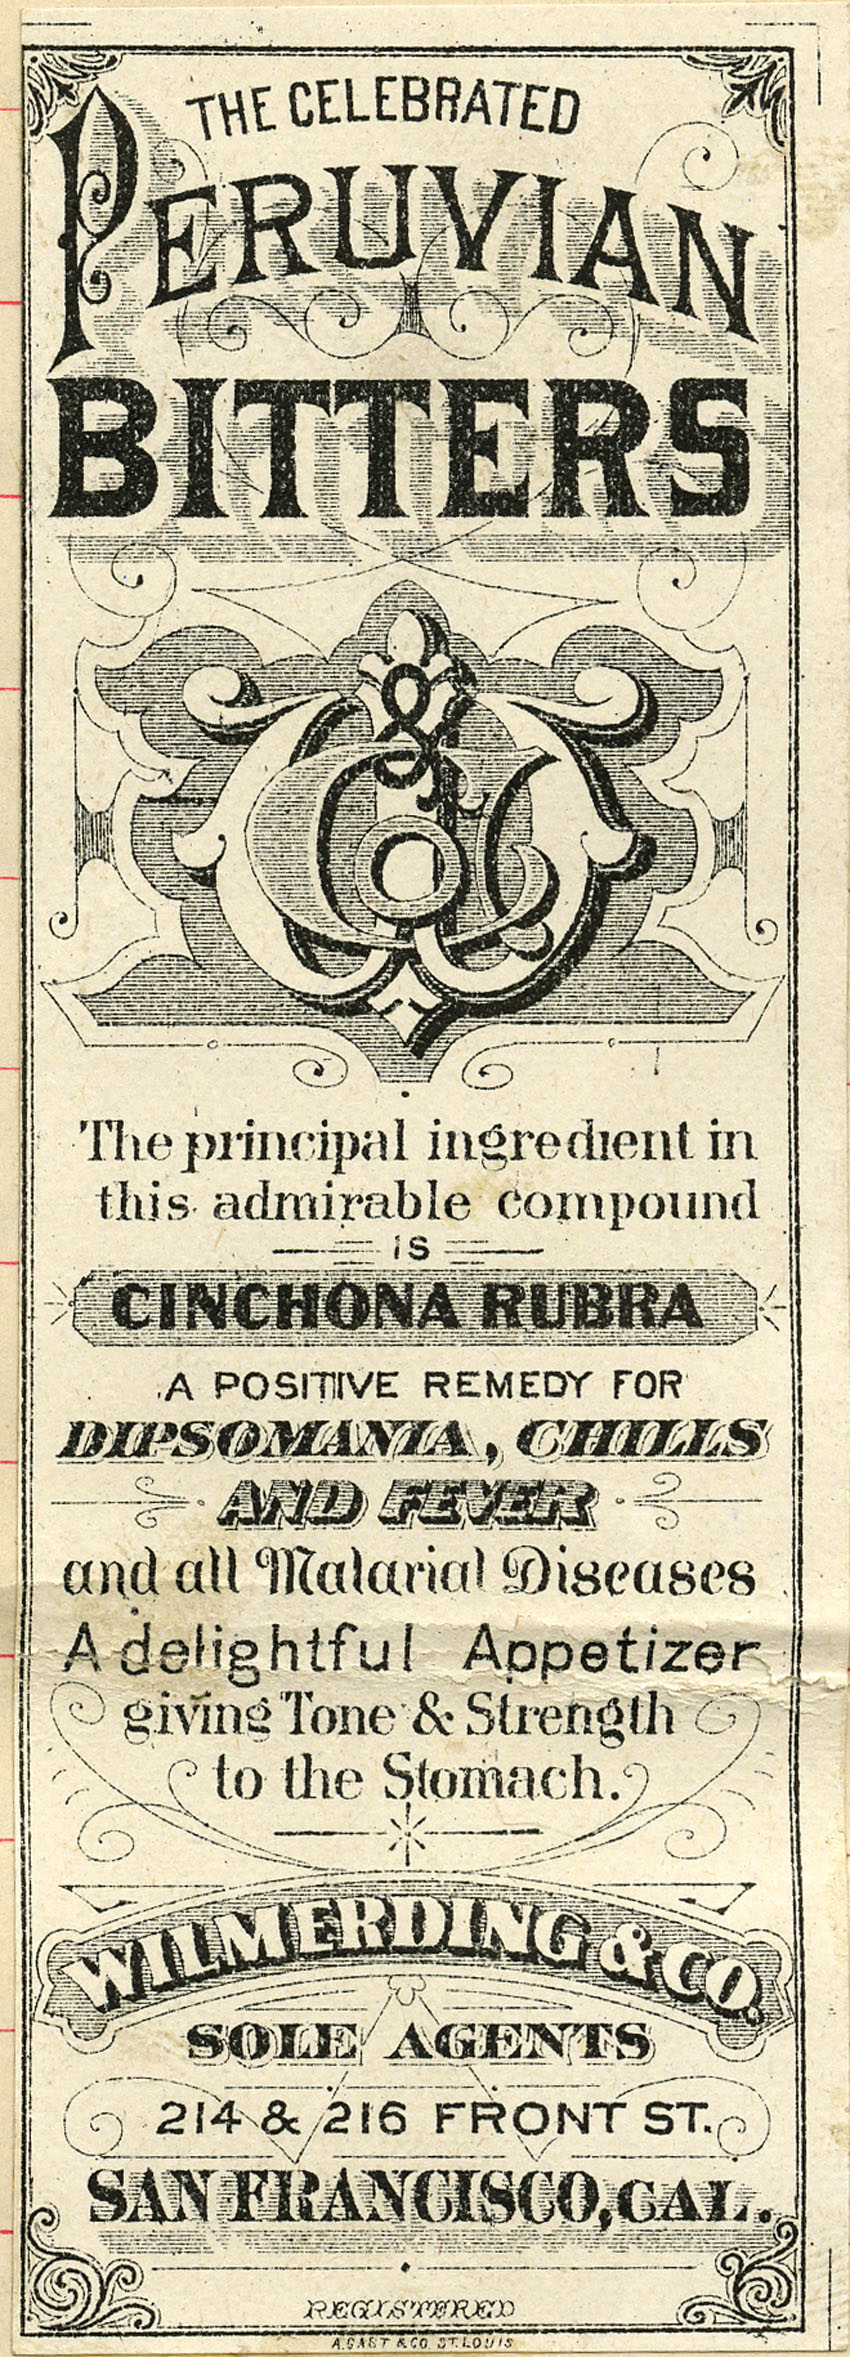 THE CELEBRATED
PERUVIAN
BITTERS
The principal ingredient in
this admirable compound
IS
CINCHONA RUBRA
A POSITIVE REMEDY FOR
DIPSOMANIA, CHILLS
AND FEVER
and all Malarial Diseases
A delightful Appetizer
giving Tone & Strength
to the Stomach.
WILMERDING & CO.
SOLE AGENTS
214 & 216 FRONT ST.
SAN FRANCISCO, CAL.
REGISTERED
A. GAST & CO. ST. LOUIS